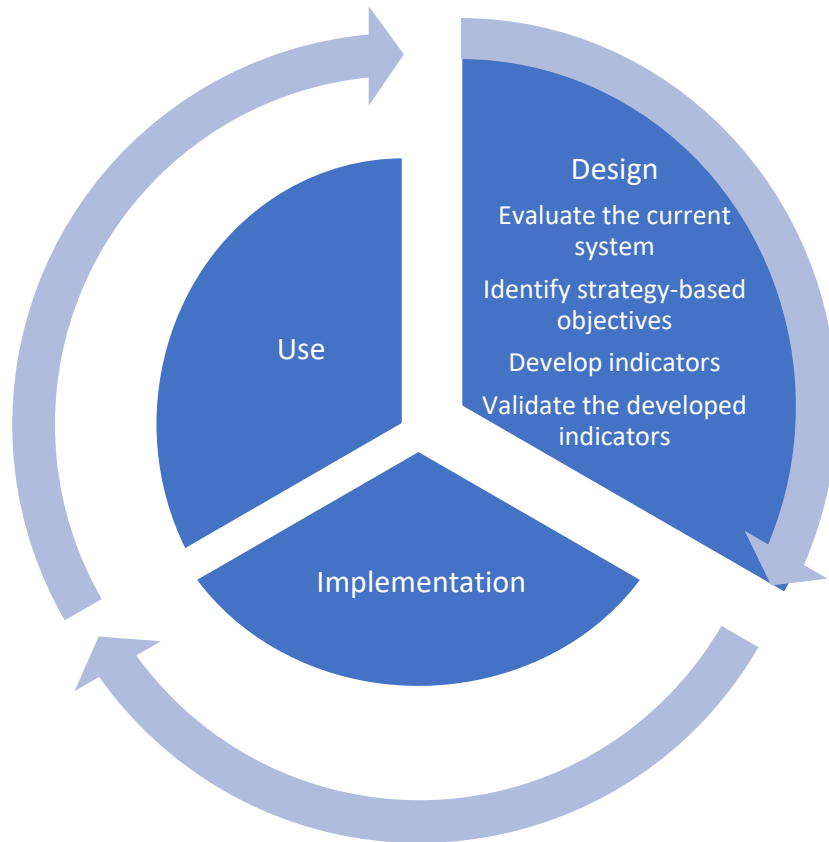 Design
Evaluate the current
system
Identify strategy-based
objectives
Develop indicators
Validate the developed
indicators
Use
Implementation